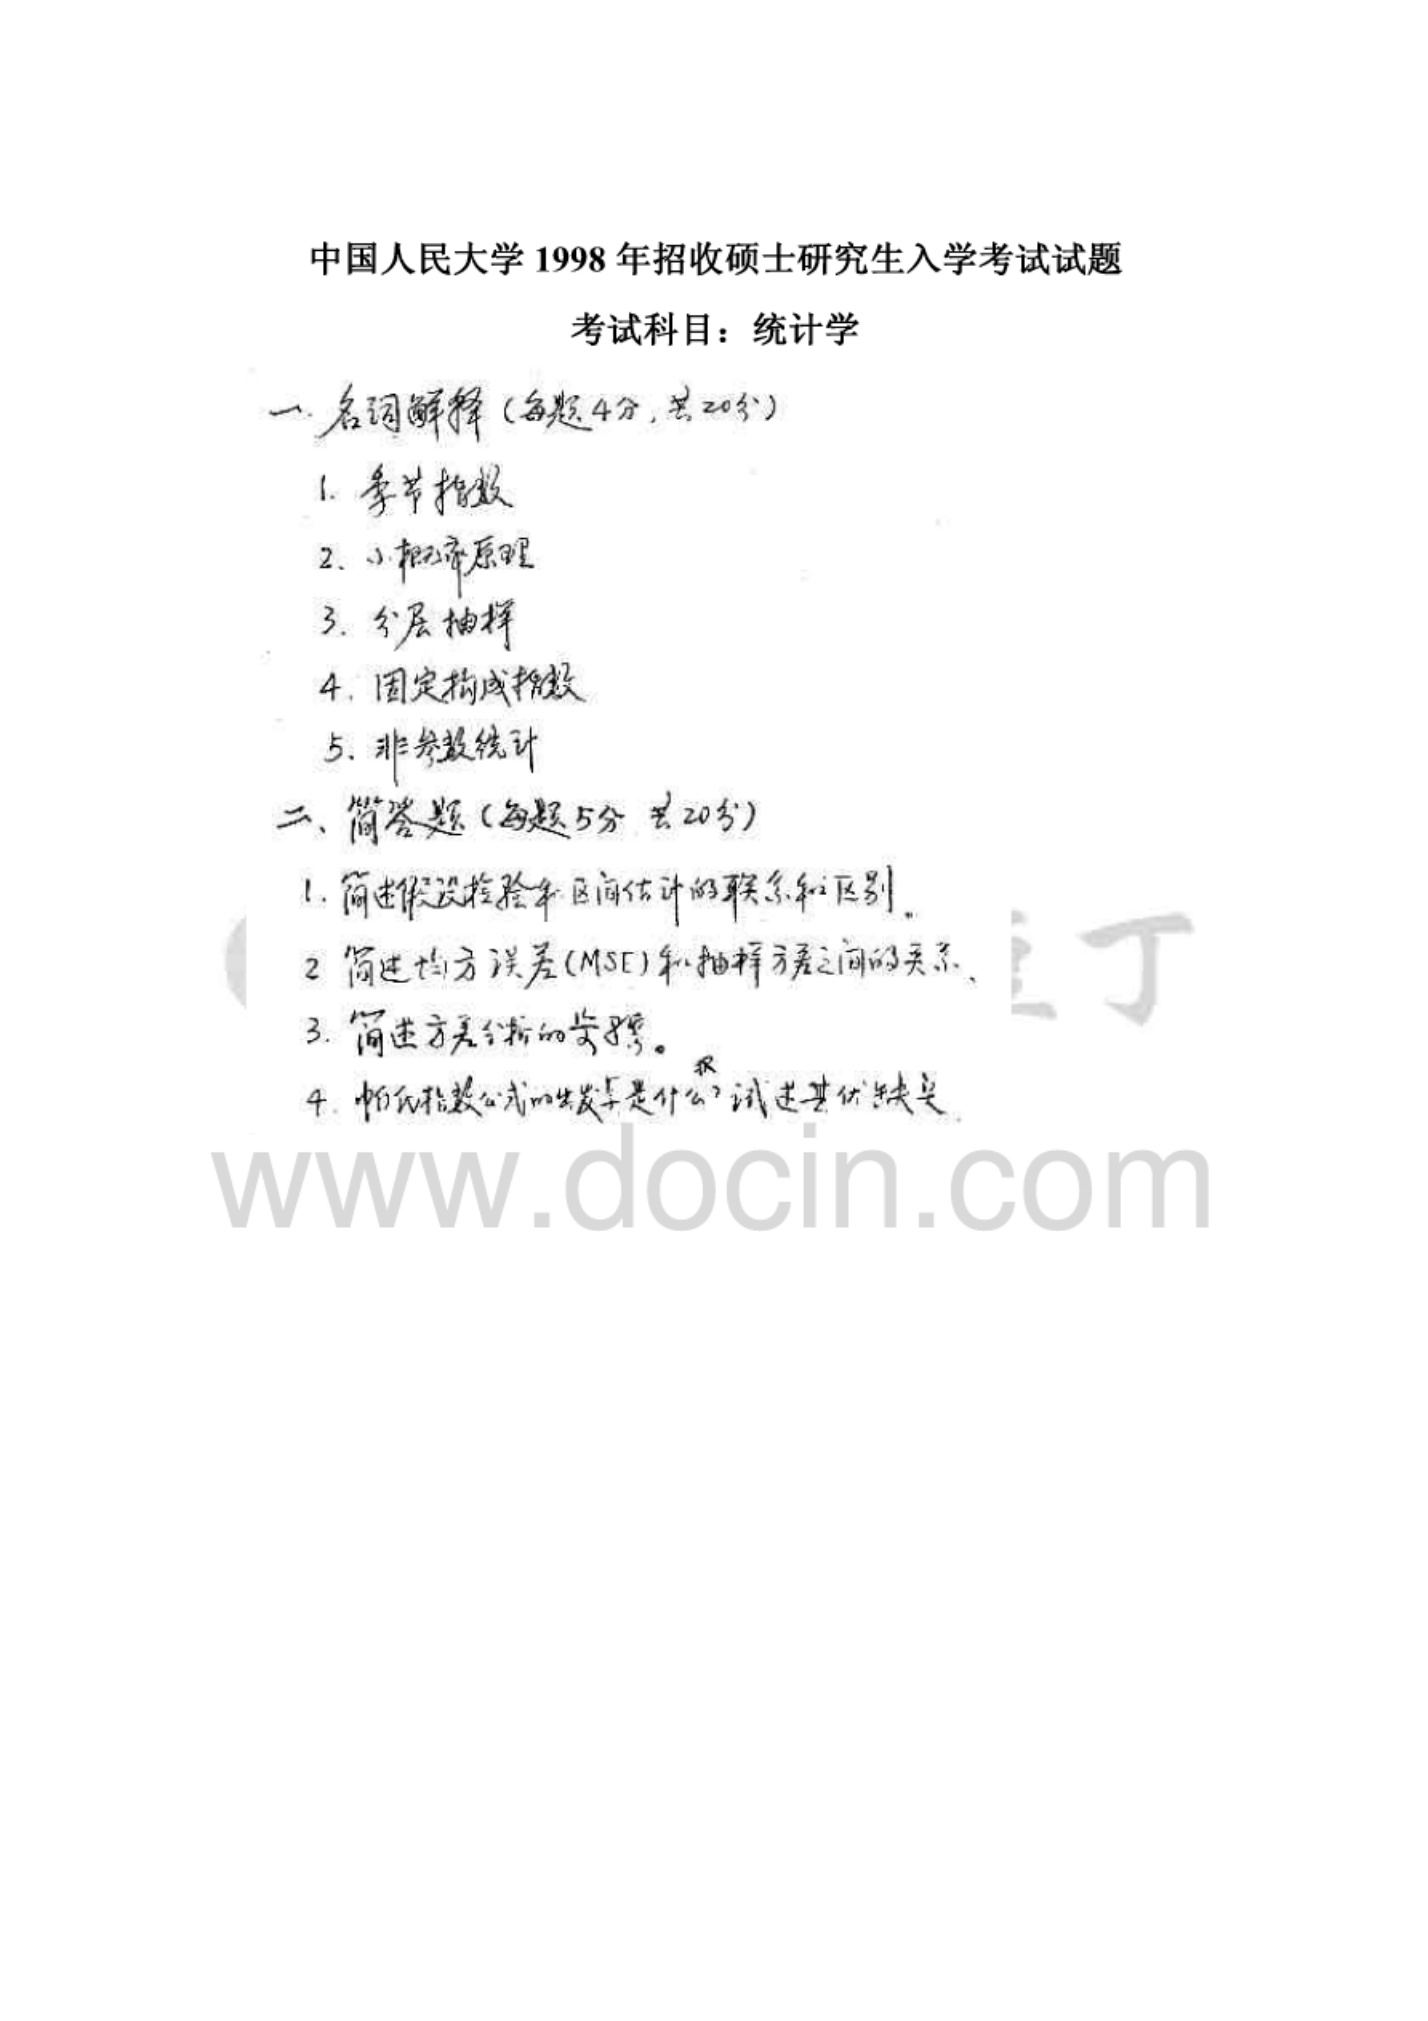 中国人民大学 1998 年招收硕士研究生入学考试试题
考试科目：统计学
一. 名词解释（每题4分，共20分）
1. 季节指数
2. 小概率原理
3. 分层抽样
4. 固定构成指数
5. 非参数统计
二、简答题（每题5分 共20分）
1. 简述假设检验和区间估计的联系和区别。
2 简述均方误差(MSE)和抽样方差之间的关系.
3. 简述方差分析的步骤。
4. 帕氏指数公式的出发点是什么？试述其优缺点
丁
www.docin.com